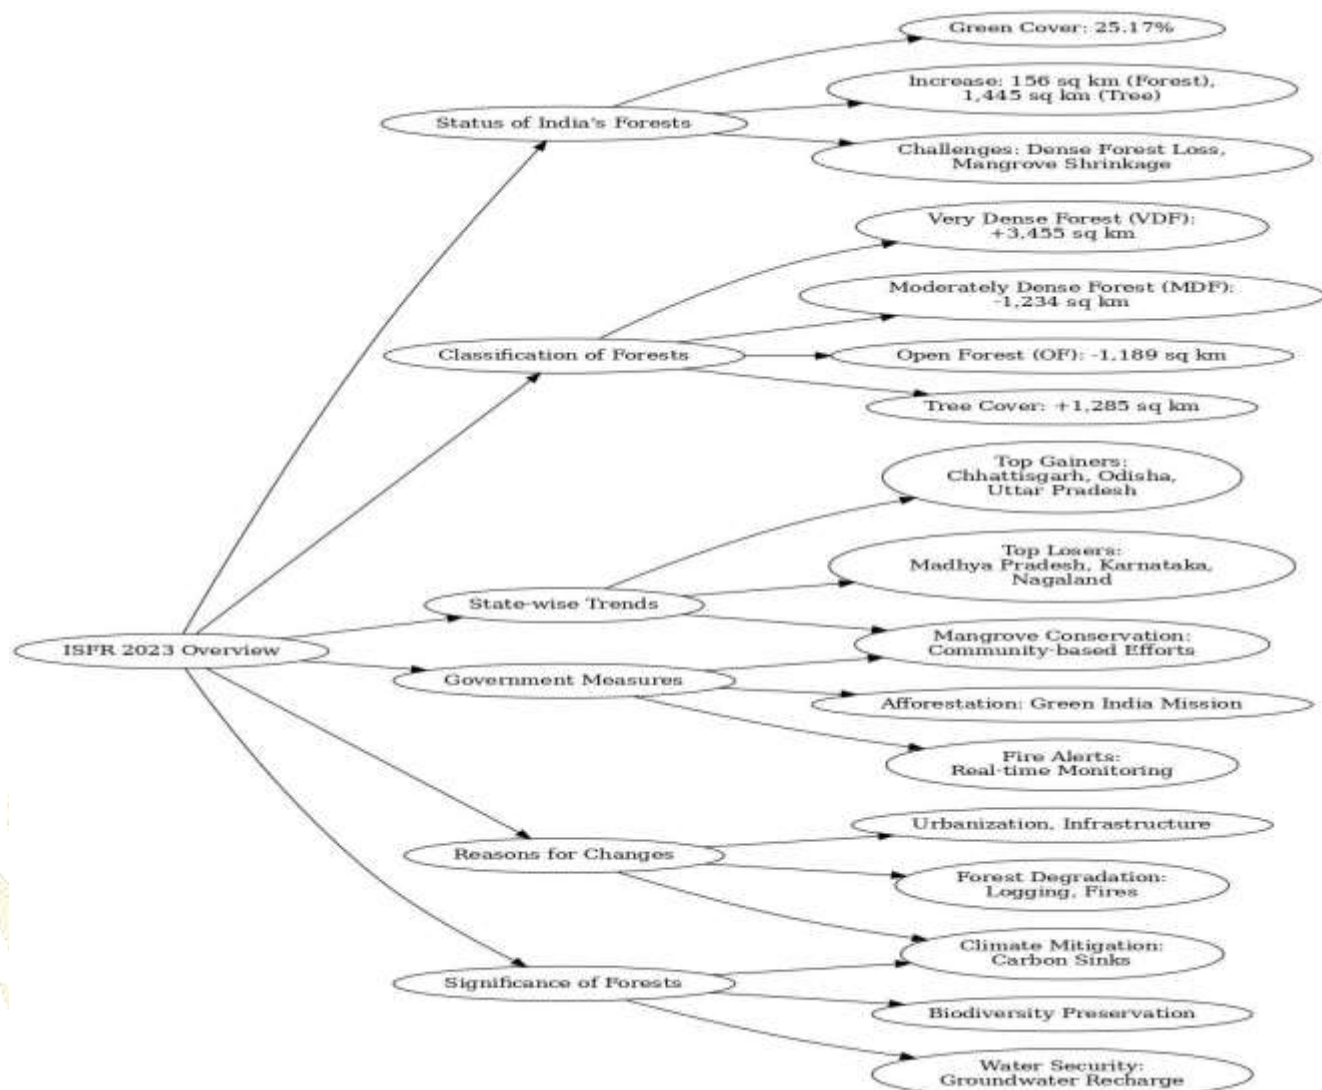 Green Cover: 25.17%
Increase: 156 sq km (Forest),
1,445 sq km (Tree)
Status of India's Forests
Challenges: Dense Forest Loss,
Mangrove Shrinkage
Very Dense Forest (VDF):
+3,455 sq km
Moderately Dense Forest (MDF):
-1,234 sq km
Classification of Forests
Open Forest (OF): -1,189 sq km
Tree Cover: +1,285 sq km
Top Gainers:
Chhattisgarh, Odisha,
Uttar Pradesh
Top Losers:
Madhya Pradesh, Karnataka,
Nagaland
State-wise Trends
Mangrove Conservation:
Community-based Efforts
ISFR 2023 Overview
Government Measures
Afforestation: Green India Mission
Fire Alerts:
Real-time Monitoring
Urbanization, Infrastructure
Reasons for Changes
Forest Degradation:
Logging, Fires
Climate Mitigation:
Carbon Sinks
Significance of Forests
Biodiversity Preservation
Water Security:
Groundwater Recharge